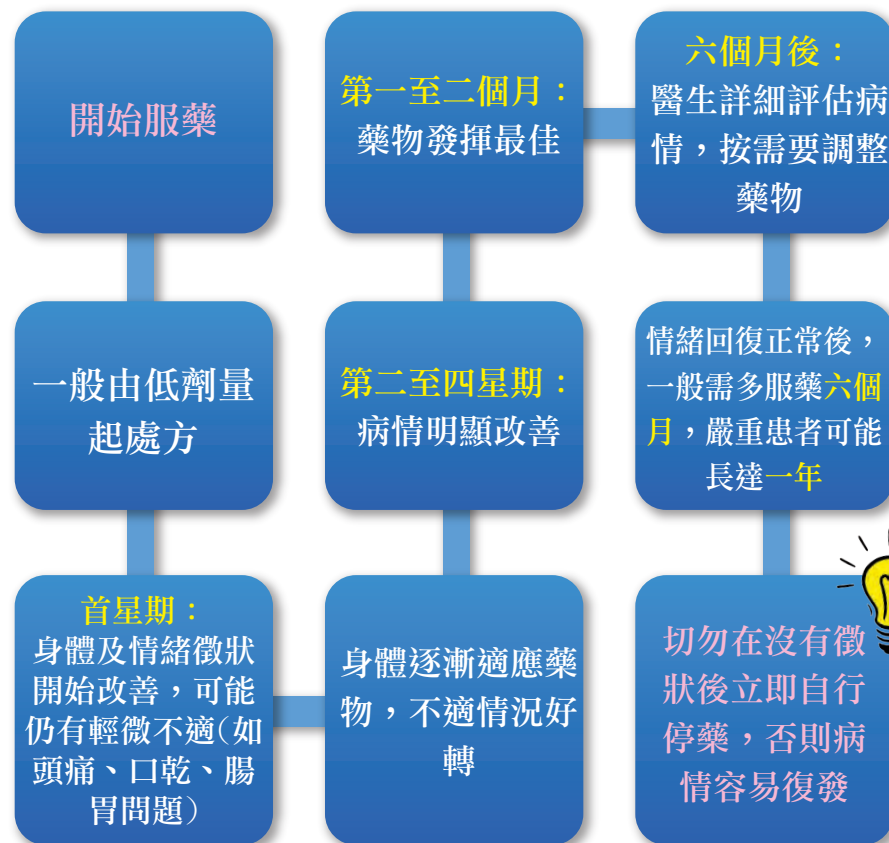 開始服藥
一般由低劑量
起處方
首星期：
身體及情緒徵狀
開始改善，可能
仍有輕微不適(如
頭痛、口乾、腸
胃問題)
身體逐漸適應藥
物，不適情況好
轉
第二至四星期：
病情明顯改善
第一至二個月：
藥物發揮最佳
六個月後：
醫生詳細評估病
情，按需要調整
藥物
情緒回復正常後，
一般需多服藥六個
月，嚴重患者可能
長達一年
切勿在沒有徵
狀後立即自行
停藥，否則病
情容易復發